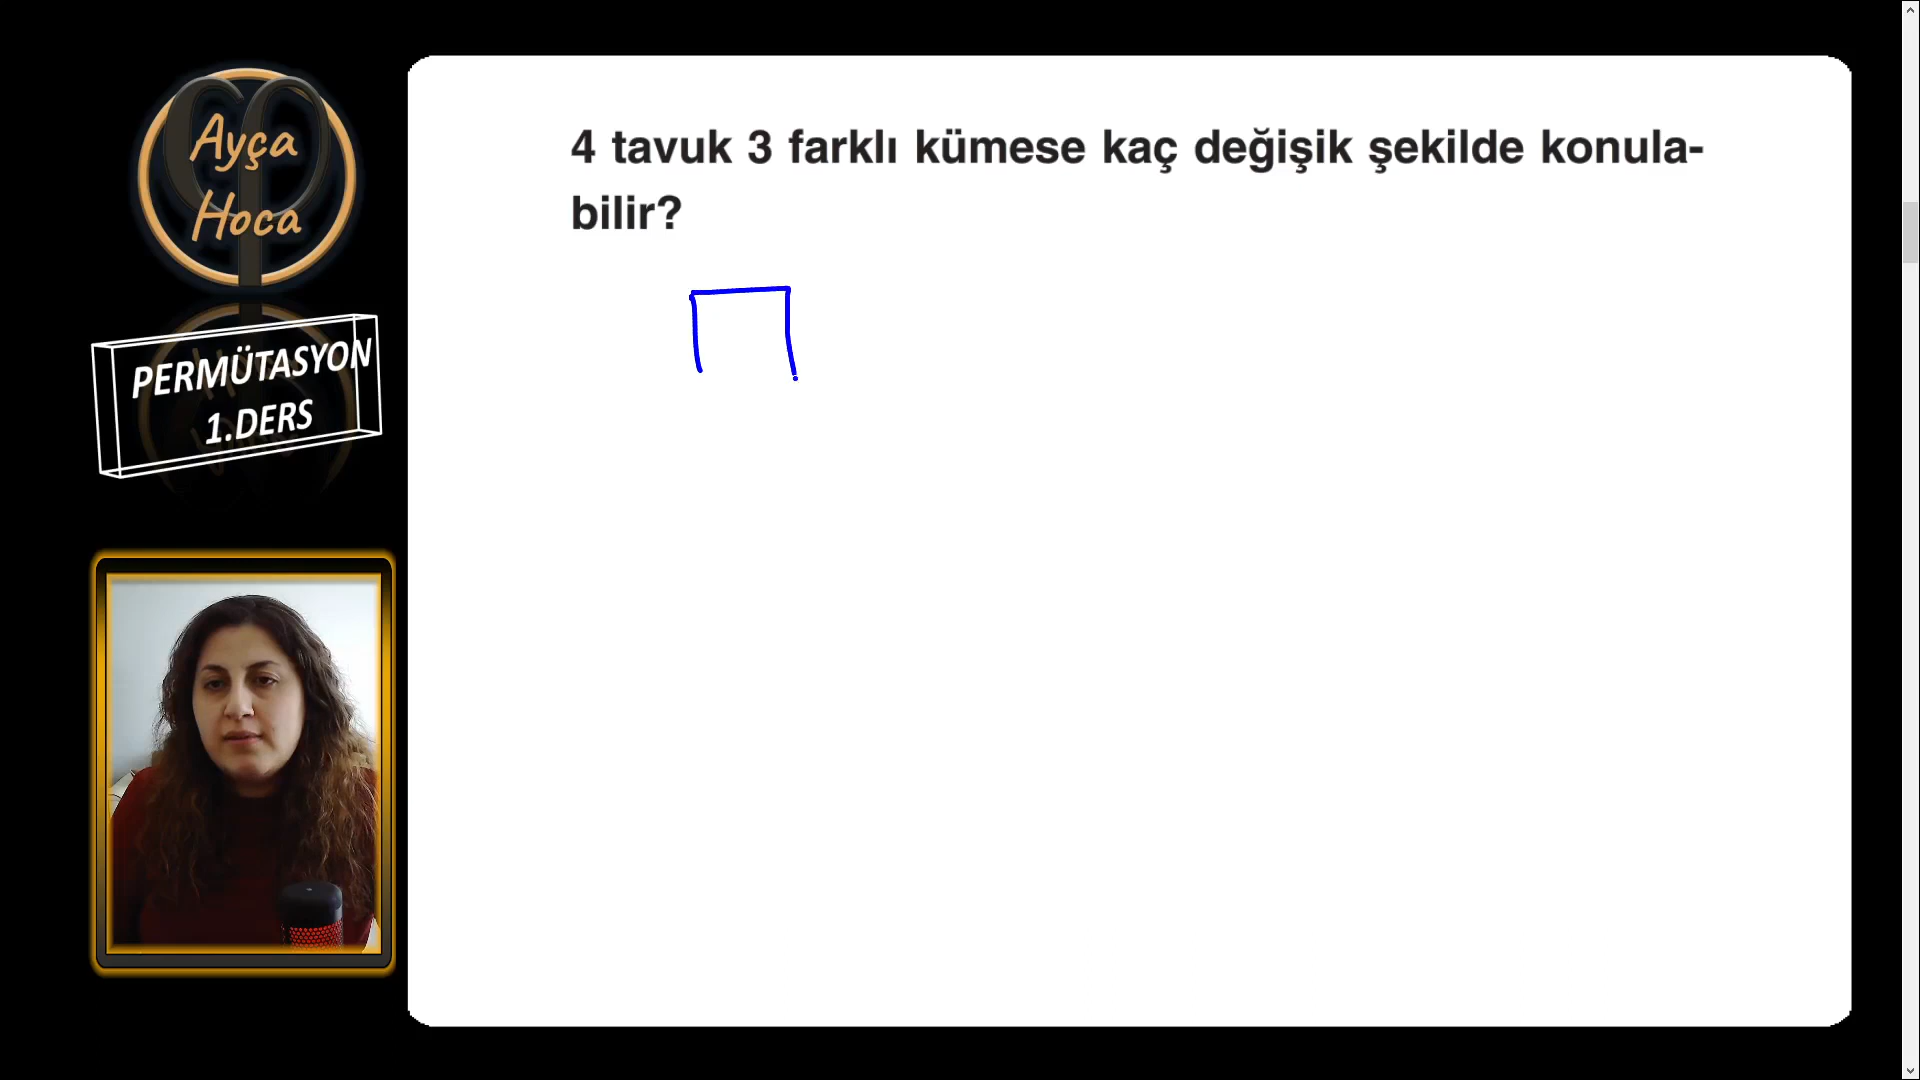 Ayça
Hoca
PERMÜTASYON
1.DERS
4 tavuk 3 farklı kümese kaç değişik şekilde konula-
bilir?